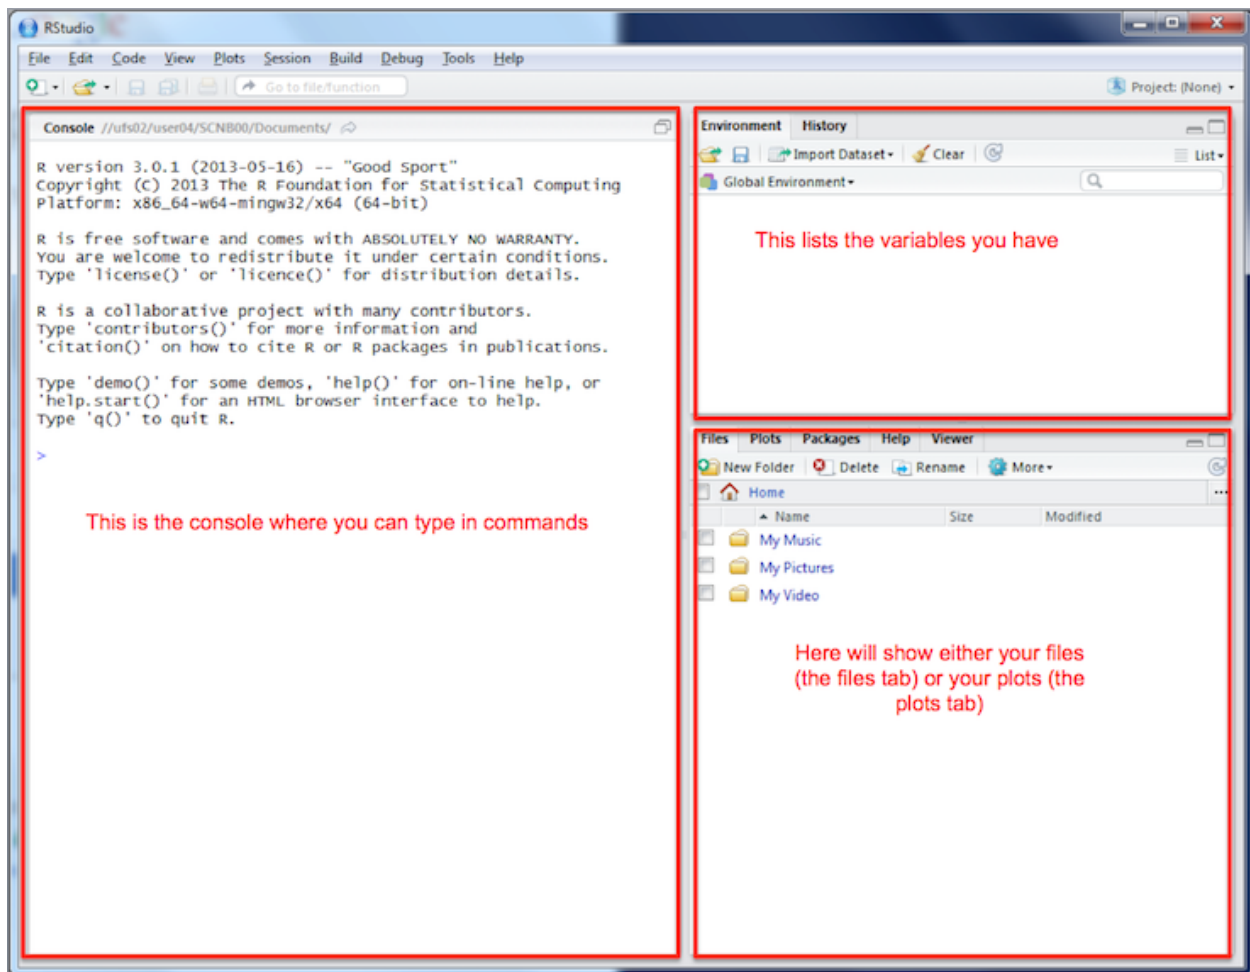 RStudio
File Edit Code View Plots Session Build Debug Tools Help
Go to file/function
Project: (None)
Console //ufs02/user04/SCNB00/Documents/
R version 3.0.1 (2013-05-16) -- "Good Sport"
Copyright (C) 2013 The R Foundation for Statistical Computing
Platform: x86_64-w64-mingw32/x64 (64-bit)
R is free software and comes with ABSOLUTELY NO WARRANTY.
You are welcome to redistribute it under certain conditions.
Type 'license()' or 'licence()' for distribution details.
R is a collaborative project with many contributors.
Type 'contributors()' for more information and
'citation()' on how to cite R or R packages in publications.
Type 'demo()' for some demos, 'help()' for on-line help, or
'help.start()' for an HTML browser interface to help.
Type 'q()' to quit R.
>
This is the console where you can type in commands
Environment History
Import Dataset Clear List
Global Environment
This lists the variables you have
Files Plots Packages Help Viewer
New Folder Delete Rename More
Home
Name Size Modified
My Music
My Pictures
My Video
Here will show either your files
(the files tab) or your plots (the
plots tab)